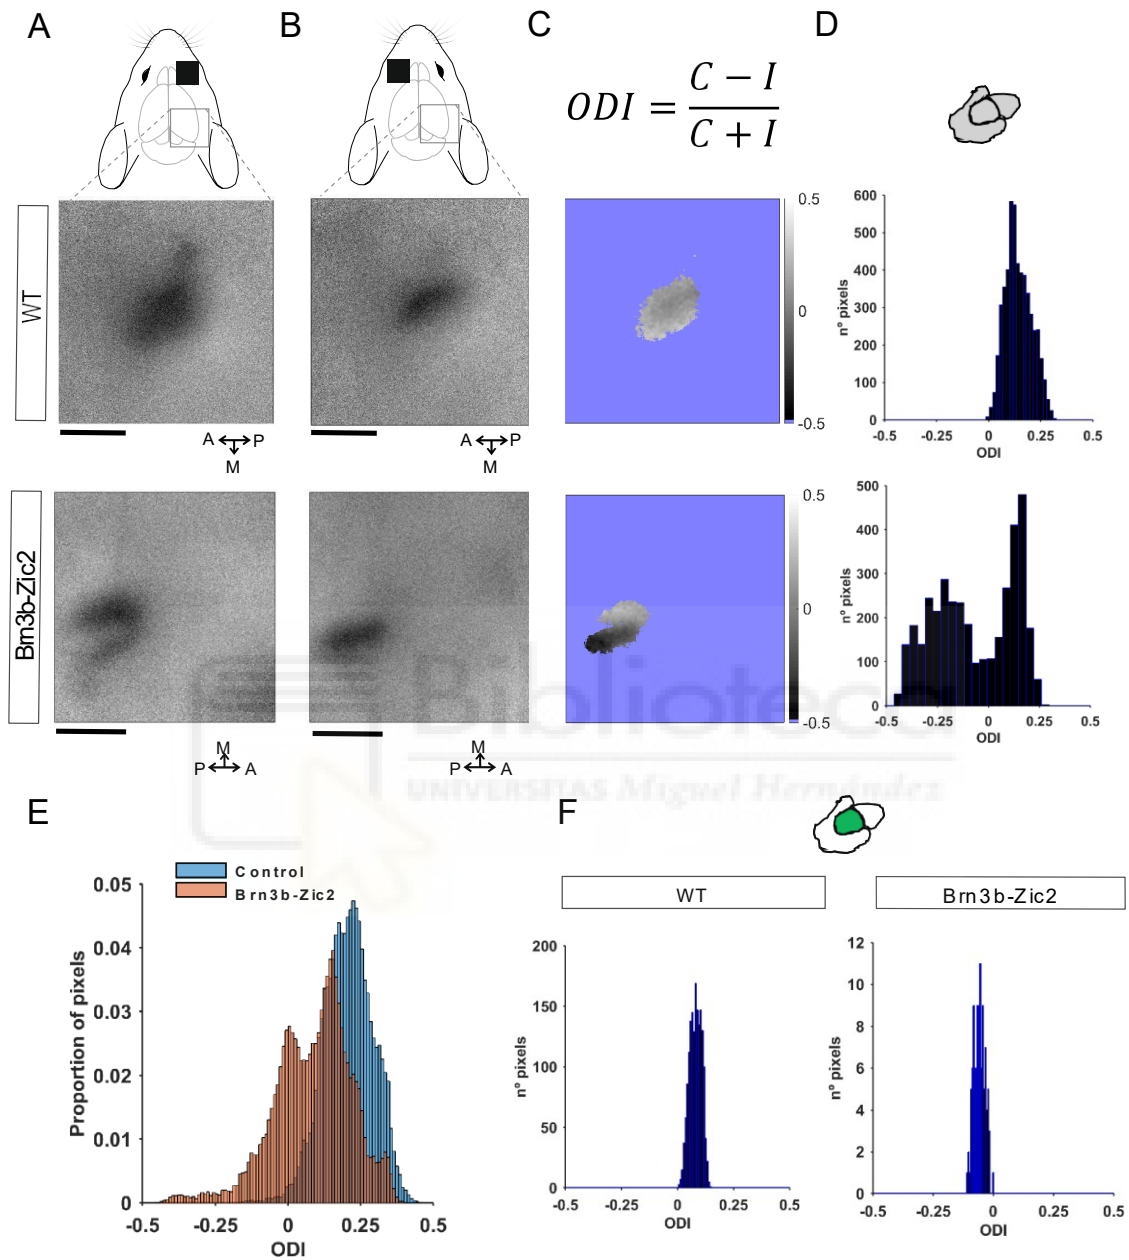 A
B
C
D
ODI = C − I / C + I
WT
0.5
0
-0.5
600
500
400
300
200
100
0
nº pixels
-0.5
-0.25
0
0.25
0.5
ODI
A P
M
A P
M
Brn3b-Zic2
0.5
0
-0.5
500
400
300
200
100
0
nº pixels
-0.5
-0.25
0
0.25
0.5
ODI
M
P A
M
P A
Biblioteca
UNIVERSITAS Miguel Hernández
E
Control
Brn3b-Zic2
0.05
0.04
0.03
0.02
0.01
0
Proportion of pixels
-0.5
-0.25
0
0.25
0.5
ODI
F
WT
200
150
100
50
0
nº pixels
-0.5
-0.25
0
0.25
0.5
ODI
Brn3b-Zic2
12
10
8
6
4
2
0
nº pixels
-0.5
-0.25
0
0.25
0.5
ODI